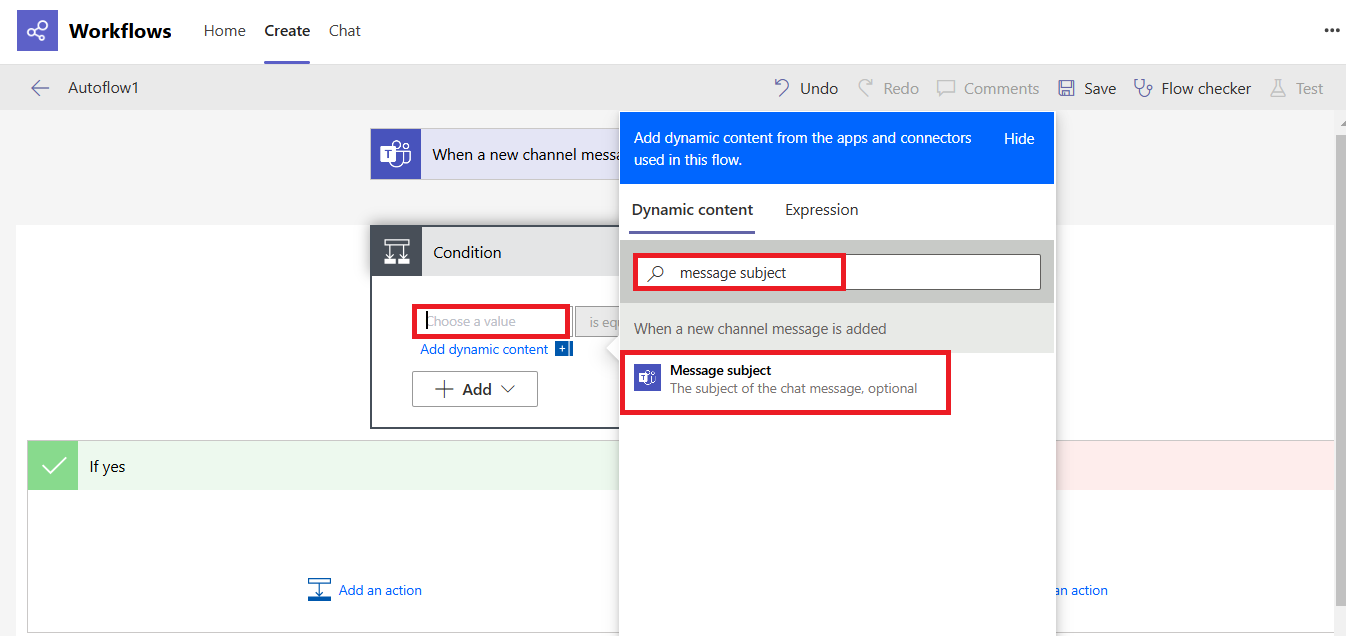 Workflows Home Create Chat
Autoflow1 Undo Redo Comments Save Flow checker Test
When a new channel messa
Add dynamic content from the apps and connectors
used in this flow.
Hide
Dynamic content Expression
message subject
When a new channel message is added
Message subject
The subject of the chat message, optional
Condition
Choose a value is equ
Add dynamic content
Add
If yes
Add an action
an action